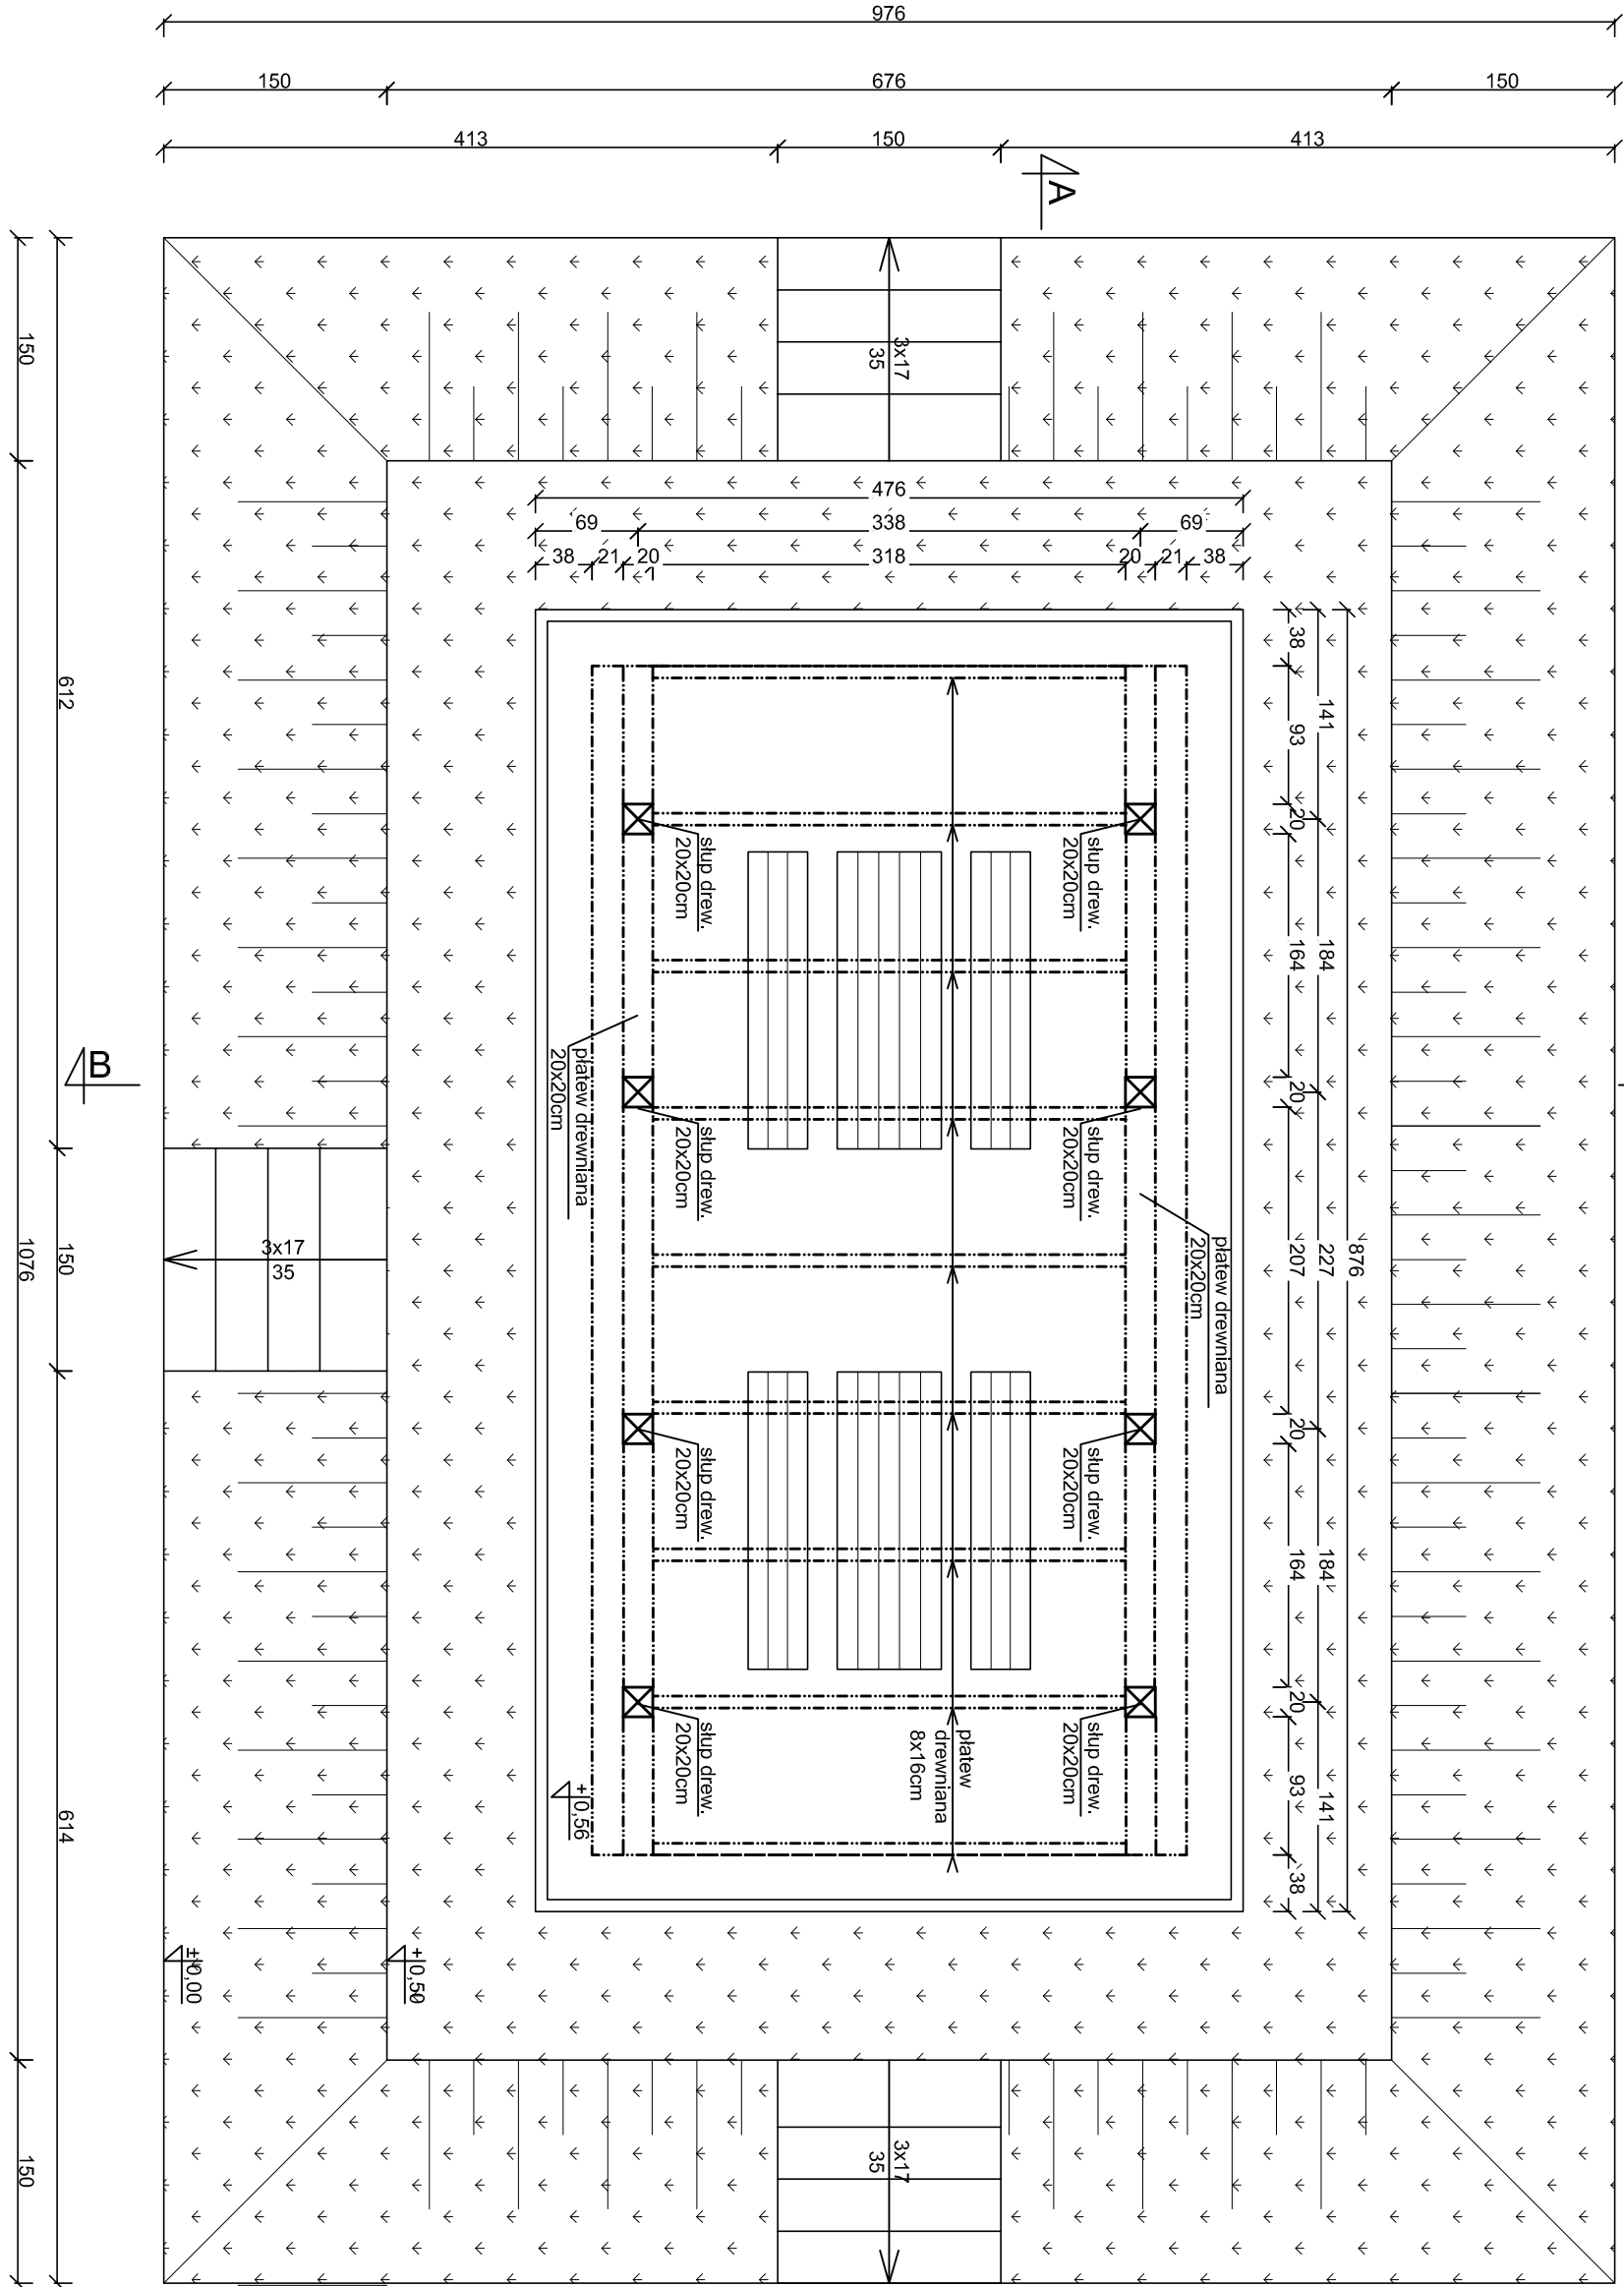 976
150
676
150
413
150
413
A
3x17
35
476
69
338
69
38
21
20
318
20
21
38
150
1076
150
612
150
614
38
93
20
164
20
207
20
164
20
93
38
141
184
227
184
141
876
słup drew.
20x20cm
słup drew.
20x20cm
B
płatew drewniana
20x20cm
słup drew.
20x20cm
słup drew.
20x20cm
płatew drewniana
20x20cm
3x17
35
słup drew.
20x20cm
słup drew.
20x20cm
słup drew.
20x20cm
płatew
drewniana
8x16cm
słup drew.
20x20cm
+0,56
±0,00
+0,50
3x17
35